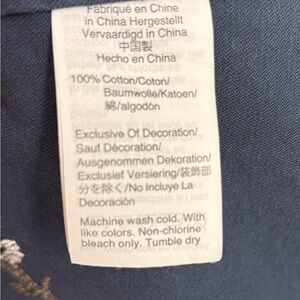 Fabriqué en Chine
in China Hergestellt
Vervaardigd in China
中国製
Hecho en China
100% Cotton/Coton/
Baumwolle/Katoen/
綿/algodón
Exclusive Of Decoration/
Sauf Décoration/
Ausgenommen Dekoration/
Exclusief Versiering/装飾部
分を除く/No Incluye La
Decoración
Machine wash cold. With
like colors. Non-chlorine
bleach only. Tumble dry